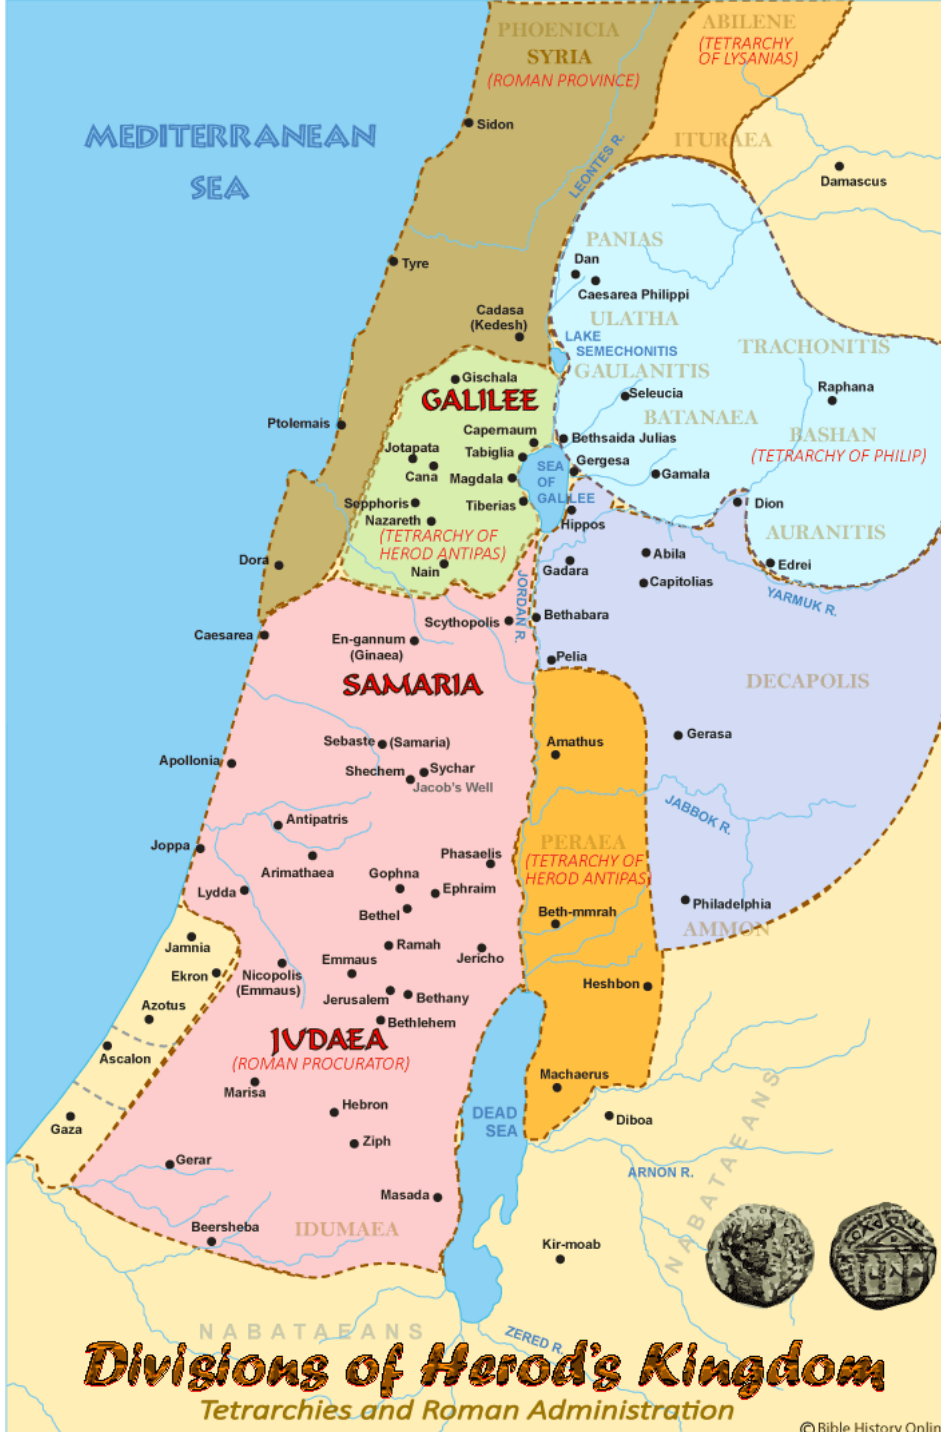 PHOENICIA
SYRIA
(ROMAN PROVINCE)
ABILENE
(TETRARCHY
OF LYSANIAS)
MEDITERRANEAN
SEA
Sidon
LEONTES R.
ITURAEA
Damascus
PANIAS
Dan
Caesarea Philippi
ULATHA
Tyre
Cadasa
(Kedesh)
LAKE
SEMECHONITIS
TRACHONITIS
GAULANITIS
Gischala
GALILEE
Seleucia
Raphana
BATANAEA
Ptolemais
Capernaum
Bethsaida Julias
BASHAN
(TETRARCHY OF PHILIP)
Jotapata
Tabiglia
Cana
Magdala
SEA
OF
GALILEE
Gergesa
Gamala
Sepphoris
Tiberias
Nazareth
Hippos
Dion
(TETRARCHY OF
HEROD ANTIPAS)
AURANITIS
Nain
Dora
Gadara
Abila
Capitolias
Edrei
YARMUK R.
JORDAN R.
Caesarea
Scythopolis
Bethabara
En-gannum
(Ginaea)
Pelia
SAMARIA
DECAPOLIS
Sebaste
(Samaria)
Amathus
Gerasa
Apollonia
Shechem
Sychar
Jacob's Well
JABBOK R.
Antipatris
Joppa
Arimathaea
Phasaelis
PERAEA
(TETRARCHY OF
HEROD ANTIPAS)
Gophna
Ephraim
Lydda
Bethel
Beth-mmrah
Philadelphia
AMMON
Jamnia
Ramah
Jericho
Emmaus
Ekron
Nicopolis
(Emmaus)
Heshbon
Azotus
Jerusalem
Bethany
Bethlehem
JUDAEA
(ROMAN PROCURATOR)
Ascalon
Marisa
Machaerus
Hebron
DEAD
SEA
Diboa
Gaza
Ziph
Gerar
ARNON R.
NABATAEANS
Masada
Beersheba
IDUMAEA
Kir-moab
NABATAEANS
ZERED R.
Divisions of Herod's Kingdom
Tetrarchies and Roman Administration
© Bible History Onlin